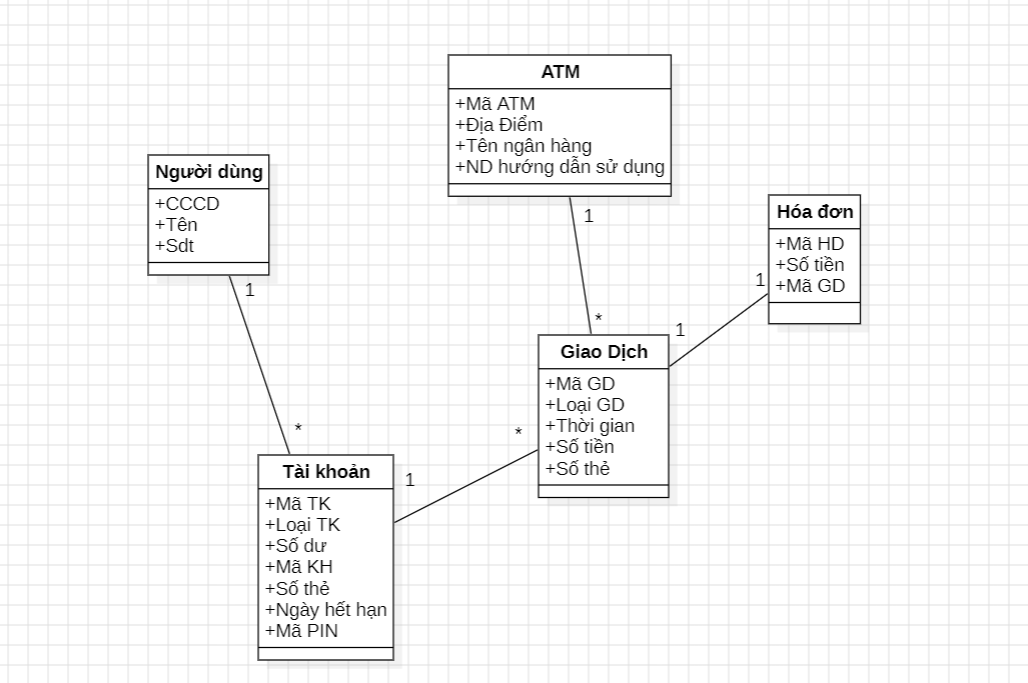 ATM
+Mã ATM
+Địa Điểm
+Tên ngân hàng
+ND hướng dẫn sử dụng
1
*
Người dùng
+CCCD
+Tên
+Sdt
1
*
Hóa đơn
+Mã HD
+Số tiền
+Mã GD
1
1
Giao Dịch
+Mã GD
+Loại GD
+Thời gian
+Số tiền
+Số thẻ
*
1
Tài khoản
+Mã TK
+Loại TK
+Số dư
+Mã KH
+Số thẻ
+Ngày hết hạn
+Mã PIN